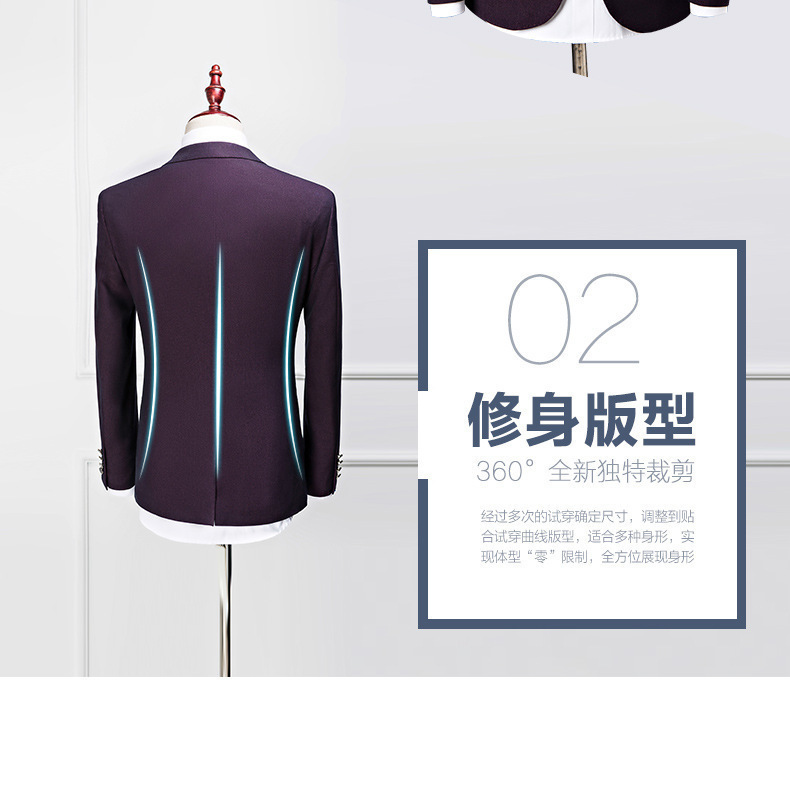 02
修身版型
360°全新独特裁剪
经过多次的试穿确定尺寸，调整到贴
合试穿曲线版型，适合多种身形，实
现体型“零”限制，全方位展现身形